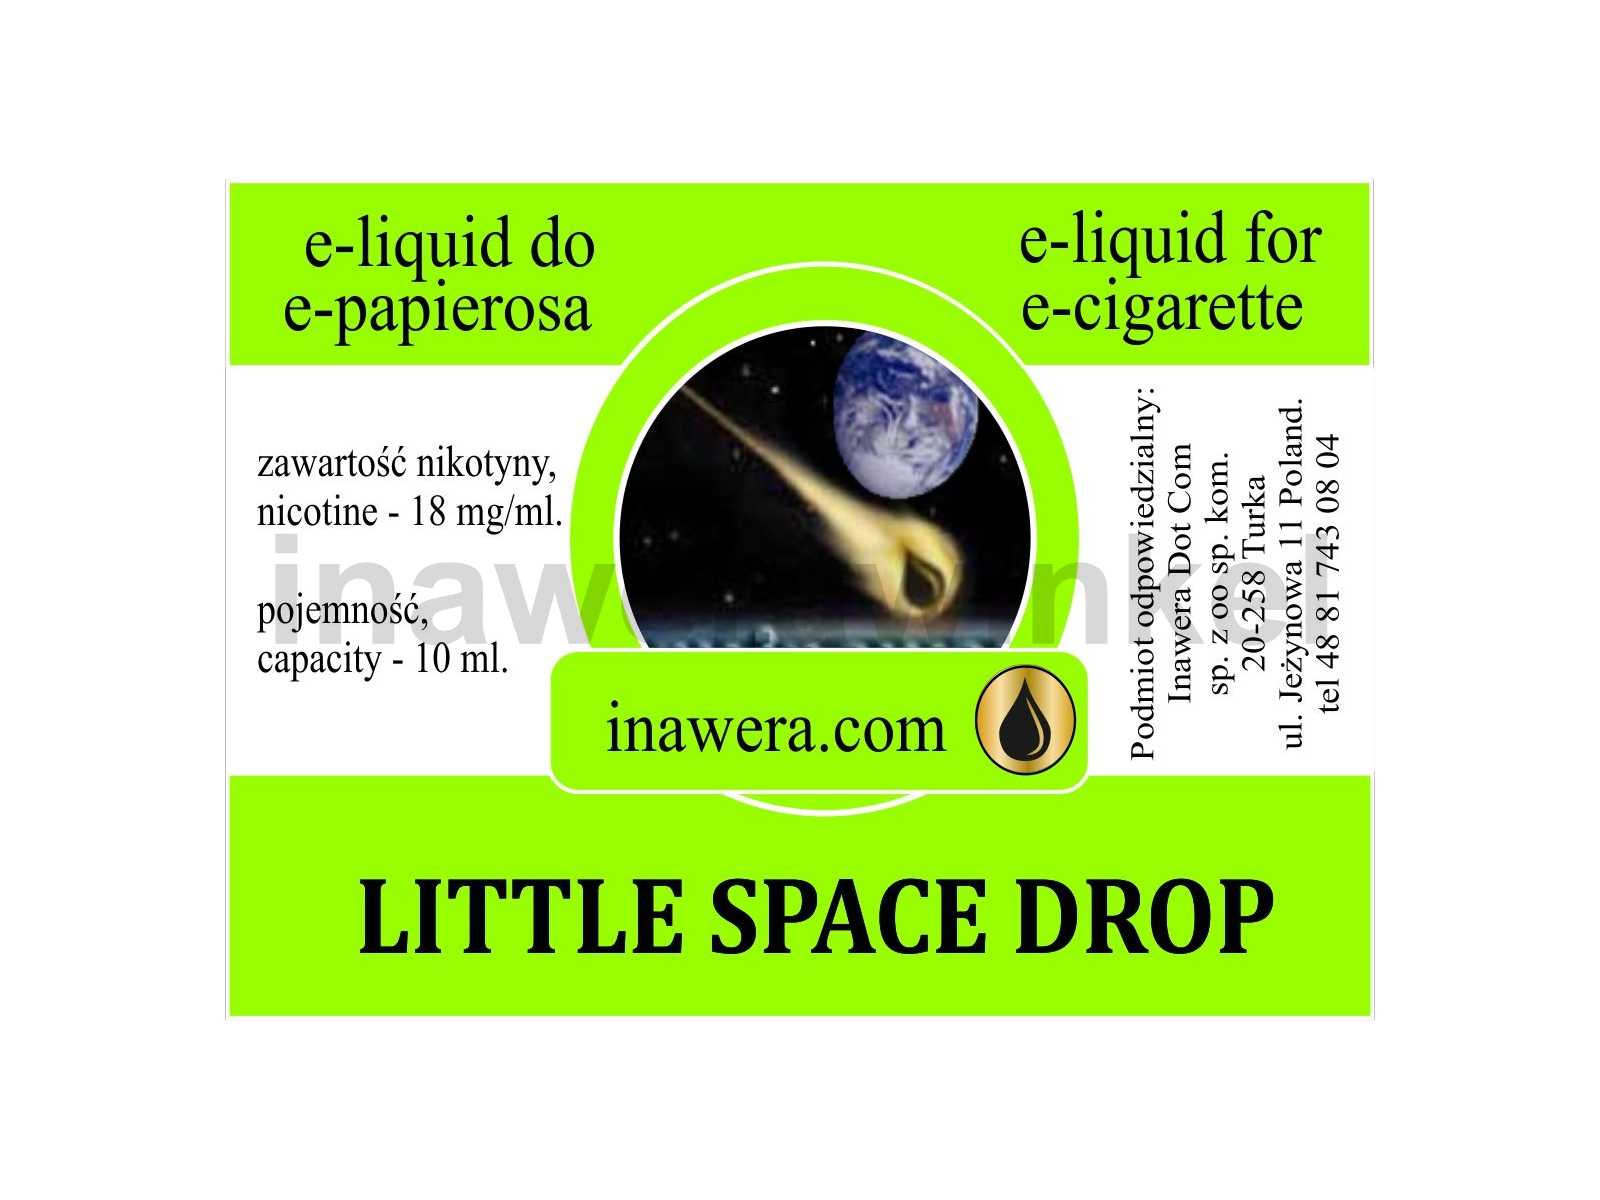 e-liquid do
e-papierosa
e-liquid for
e-cigarette
zawartość nikotyny,
nicotine - 18 mg/ml.
pojemność,
capacity - 10 ml.
Podmiot odpowiedzialny:
Inawera Dot Com
sp. z oo sp. kom.
20-258 Turka
ul. Jeżynowa 11 Poland.
tel 48 81 743 08 04
inawera.com
LITTLE SPACE DROP